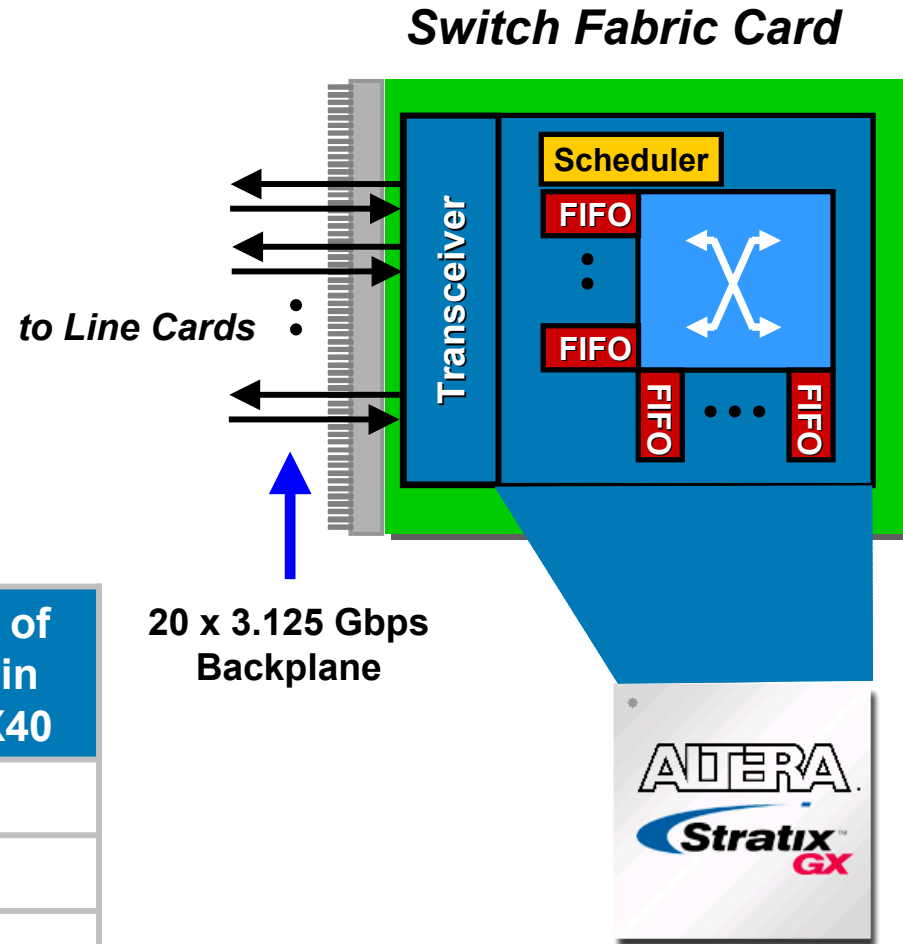 Switch Fabric Card
Scheduler
FIFO
Transceiver
to Line Cards
FIFO
FIFO
FIFO
20 x 3.125 Gbps
Backplane
of
in
X40
ALTERA.
Stratix™
GX